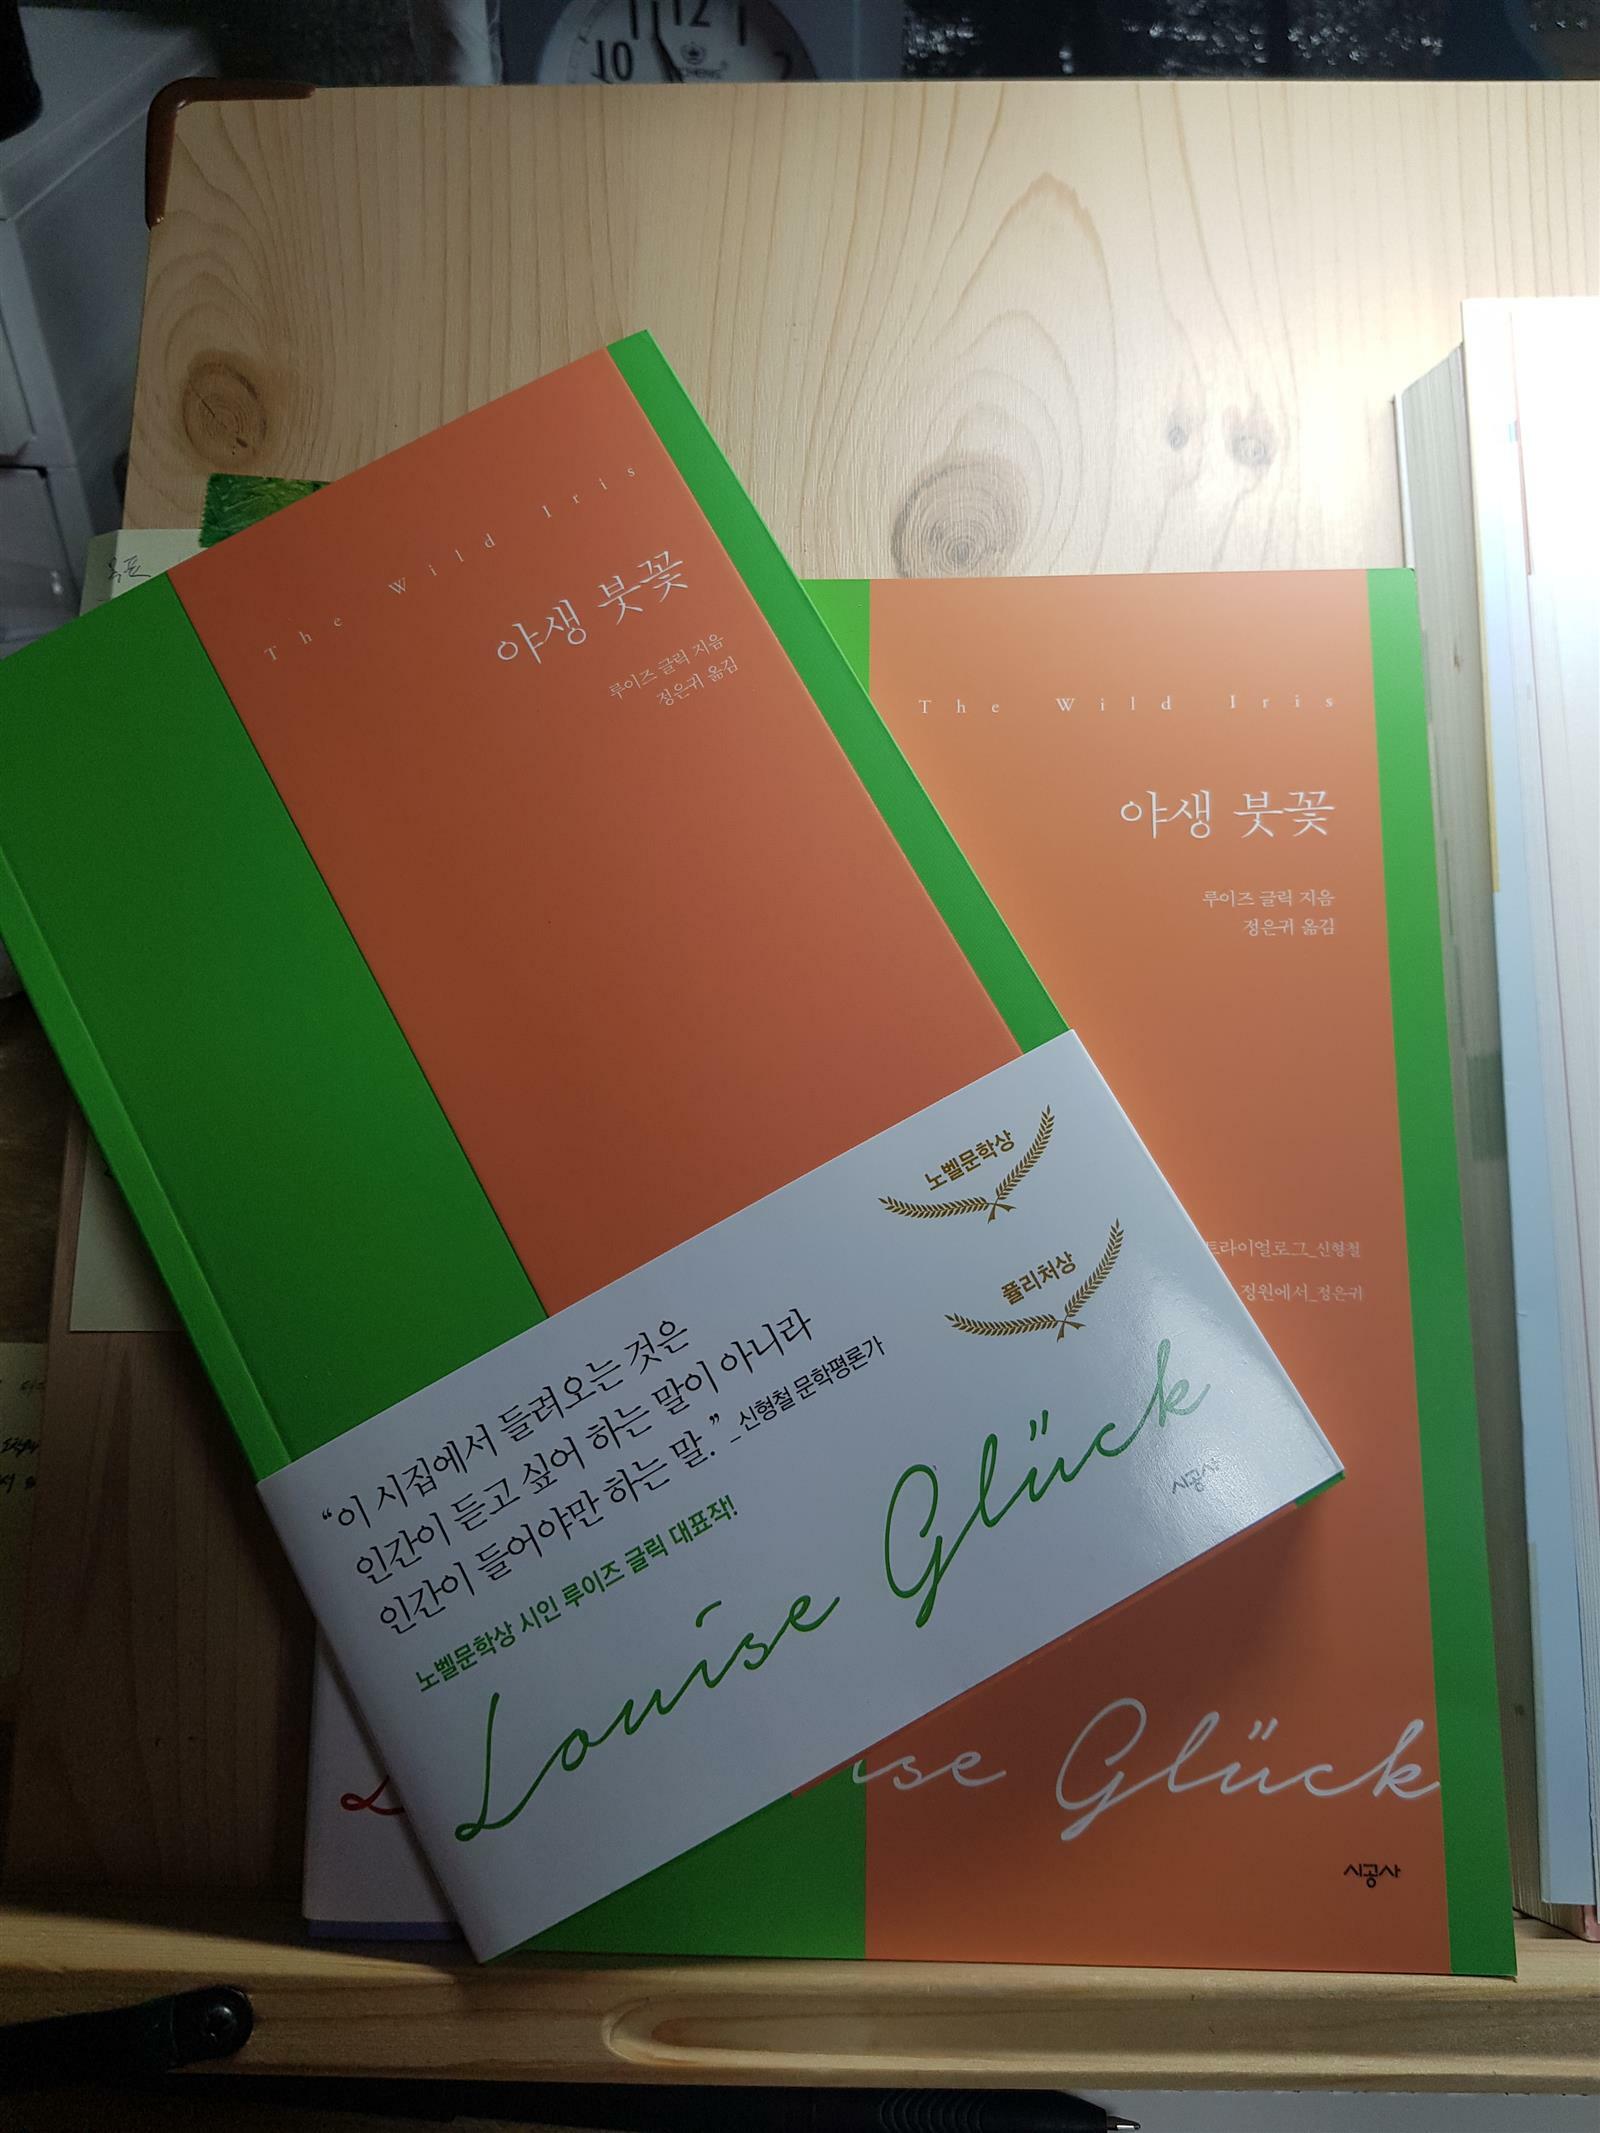 12
1
10
2
목표
The Wild Iris
야생 붓꽃
루이즈 글릭 지음
정은귀 옮김
노벨문학상
퓰리처상
“이 시집에서 들려오는 것은
인간이 듣고 싶어 하는 말이 아니라
인간이 들어야만 하는 말.” _신형철 문학평론가
노벨문학상 시인 루이즈 글릭 대표작!
Louise Glück
시공사
The Wild Iris
야생 붓꽃
루이즈 글릭 지음
정은귀 옮김
트라이얼로그_신형철
정원에서_정은귀
ise Glück
시공사